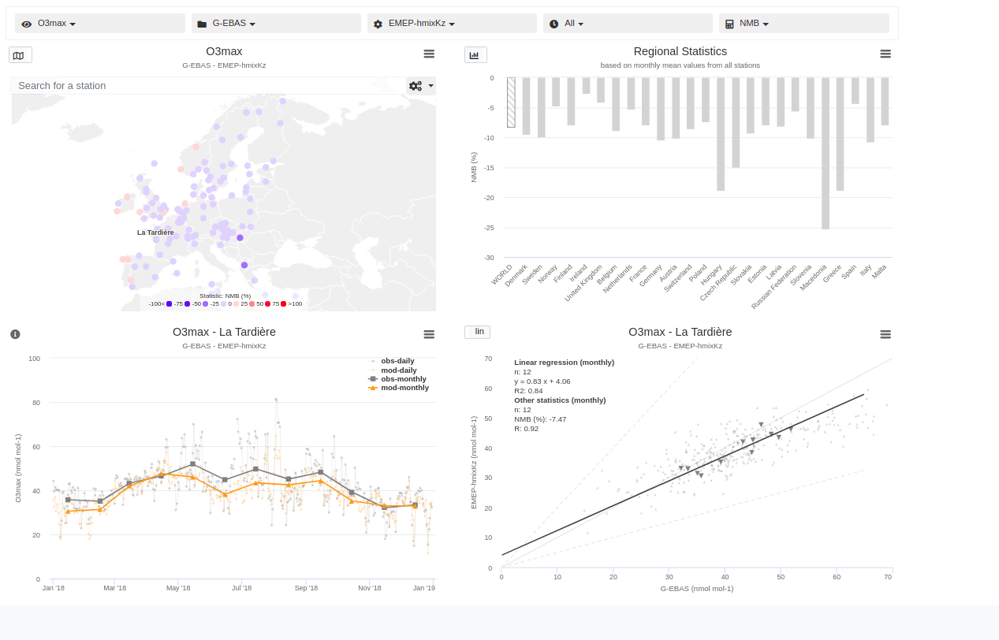 O3max
G-EBAS
EMEP-hmixKz
All
NMB
O3max
G-EBAS - EMEP-hmixKz
Search for a station
La Tardière
Statistic: NMB (%)
-100< -75 -50 -25 0 25 50 75 >100
Regional Statistics
based on monthly mean values from all stations
NMB (%)
0
-5
-10
-15
-20
-25
-30
WORLD
Denmark
Sweden
Norway
Finland
Ireland
United Kingdom
Belgium
Netherlands
France
Germany
Austria
Switzerland
Poland
Hungary
Czech Republic
Slovakia
Estonia
Latvia
Russian Federation
Slovenia
Macedonia
Greece
Spain
Italy
Malta
O3max - La Tardière
G-EBAS - EMEP-hmixKz
obs-daily
mod-daily
obs-monthly
mod-monthly
O3max (nmol mol-1)
100
80
60
40
20
0
Jan '18 Mar '18 May '18 Jul '18 Sep '18 Nov '18 Jan '19
lin
O3max - La Tardière
G-EBAS - EMEP-hmixKz
Linear regression (monthly)
n: 12
y = 0.83 x + 4.06
R2: 0.84
Other statistics (monthly)
n: 12
NMB (%): -7.47
R: 0.92
EMEP-hmixKz (nmol mol-1)
70
60
50
40
30
20
10
0
0 10 20 30 40 50 60 70
G-EBAS (nmol mol-1)